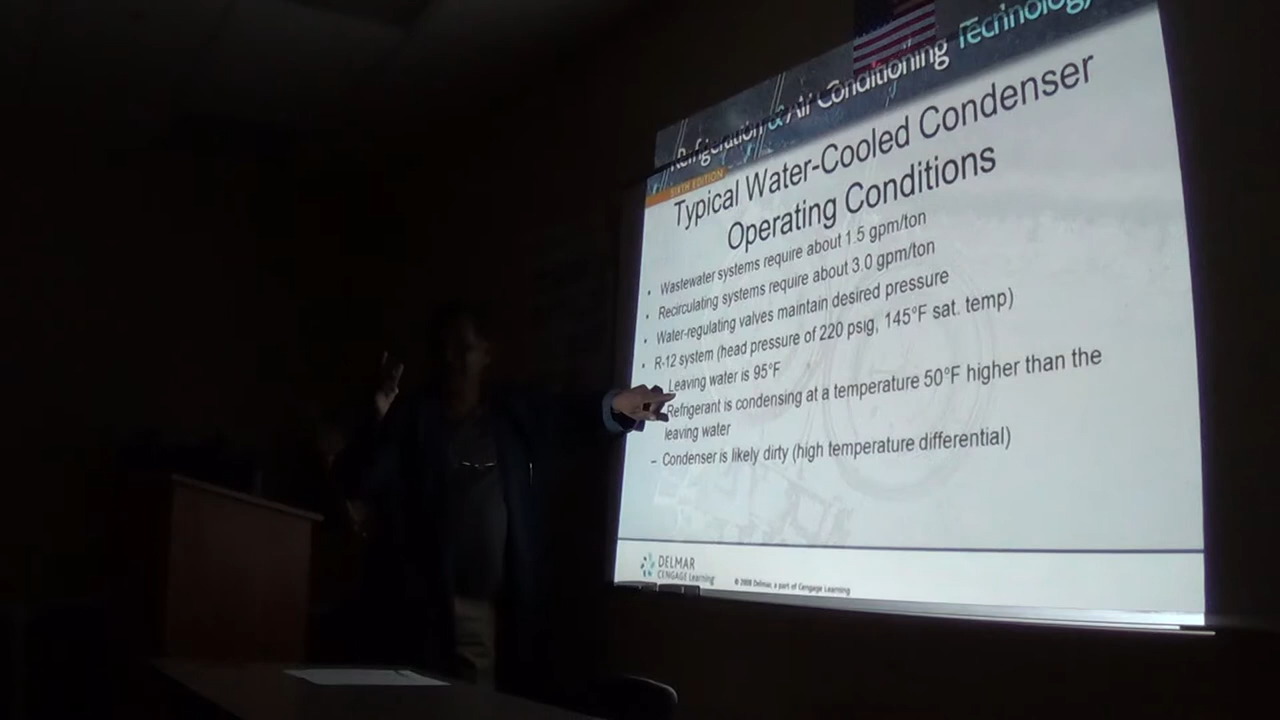 Refrigeration & Air Conditioning Technology
SIXTH EDITION
Typical Water-Cooled Condenser
Operating Conditions
• Wastewater systems require about 1.5 gpm/ton
• Recirculating systems require about 3.0 gpm/ton
• Water-regulating valves maintain desired pressure
• R-12 system (head pressure of 220 psig, 145°F sat. temp)
Leaving water is 95°F
Refrigerant is condensing at a temperature 50°F higher than the
leaving water
– Condenser is likely dirty (high temperature differential)
DELMAR
CENGAGE Learning
© 2008 Delmar, a part of Cengage Learning